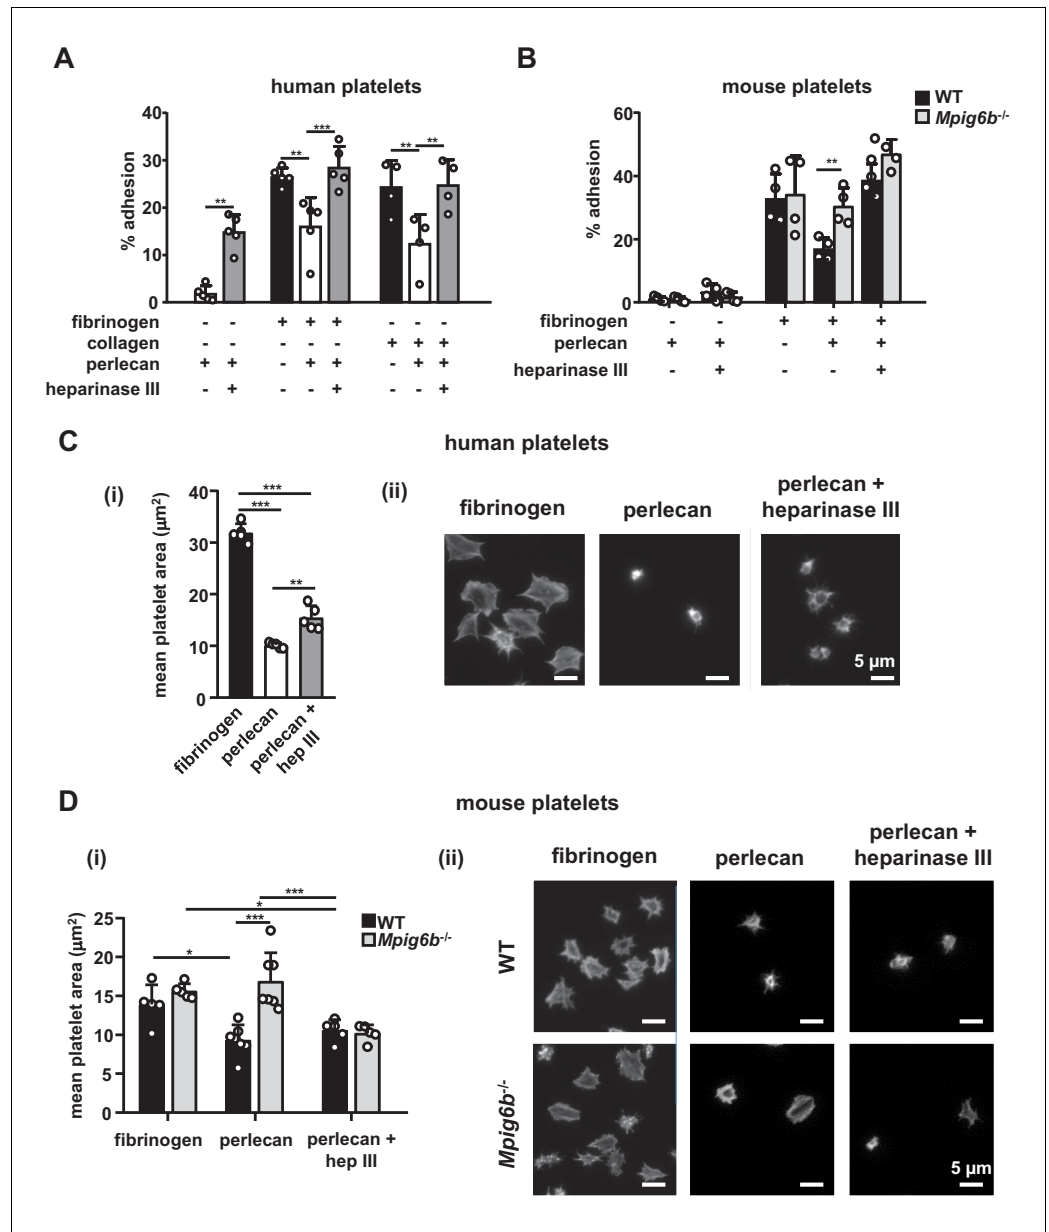 A
human platelets
% adhesion
40
30
20
10
0
** ** *** ** **
fibrinogen - - + + + - - -
collagen - - - - - + + +
perlecan + + - + + - + +
heparinase III - + - - + - - +
B
mouse platelets
WT
Mpig6b-/-
% adhesion
60
40
20
0
**
fibrinogen - - + + +
perlecan + + - + +
heparinase III - + - - +
C
human platelets
(i)
mean platelet area (µm²)
40
30
20
10
0
***
***
**
fibrinogen
perlecan
perlecan +
hep III
(ii)
fibrinogen
perlecan
perlecan +
heparinase III
5 µm
D
mouse platelets
(i)
WT
Mpig6b-/-
mean platelet area (µm²)
25
20
15
10
5
0
***
*
***
*
fibrinogen
perlecan
perlecan +
hep III
(ii)
fibrinogen
perlecan
perlecan +
heparinase III
WT
Mpig6b-/-
5 µm